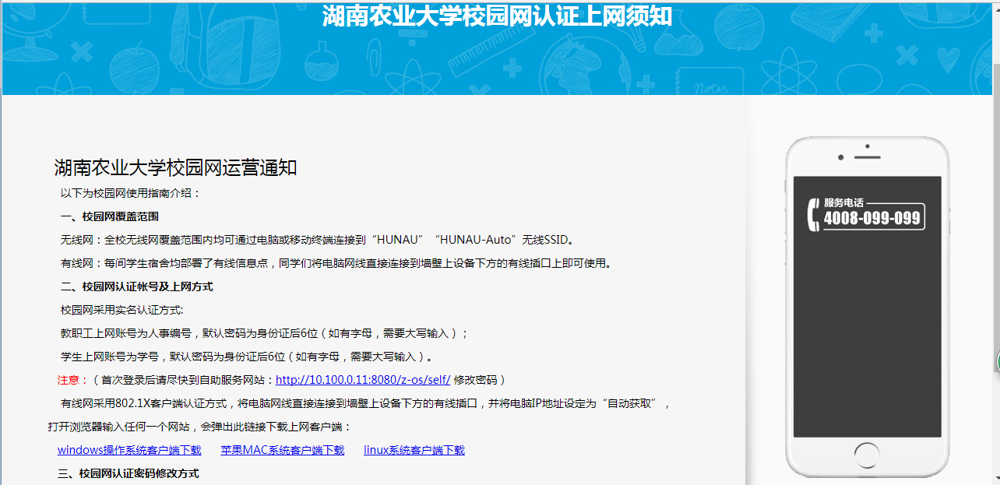 湖南农业大学校园网认证上网须知
Notes
湖南农业大学校园网运营通知
以下为校园网使用指南介绍：
一、校园网覆盖范围
无线网：全校无线网覆盖范围内均可通过电脑或移动终端连接到“HUNAU” “HUNAU-Auto”无线SSID。
有线网：每间学生宿舍均部署了有线信息点，同学们将电脑网线直接连接到墙壁上设备下方的有线插口上即可使用。
二、校园网认证帐号及上网方式
校园网采用实名认证方式:
教职工上网账号为人事编号，默认密码为身份证后6位（如有字母，需要大写输入）；
学生上网账号为学号，默认密码为身份证后6位（如有字母，需要大写输入）。
注意：（首次登录后请尽快到自助服务网站：http://10.100.0.11:8080/z-os/self/ 修改密码）
有线网采用802.1X客户端认证方式，将电脑网线直接连接到墙壁上设备下方的有线插口，并将电脑IP地址设定为“自动获取”，
打开浏览器输入任何一个网站，会弹出此链接下载上网客户端：
windows操作系统客户端下载 苹果MAC系统客户端下载 linux系统客户端下载
三、校园网认证密码修改方式
服务电话
4008-099-099